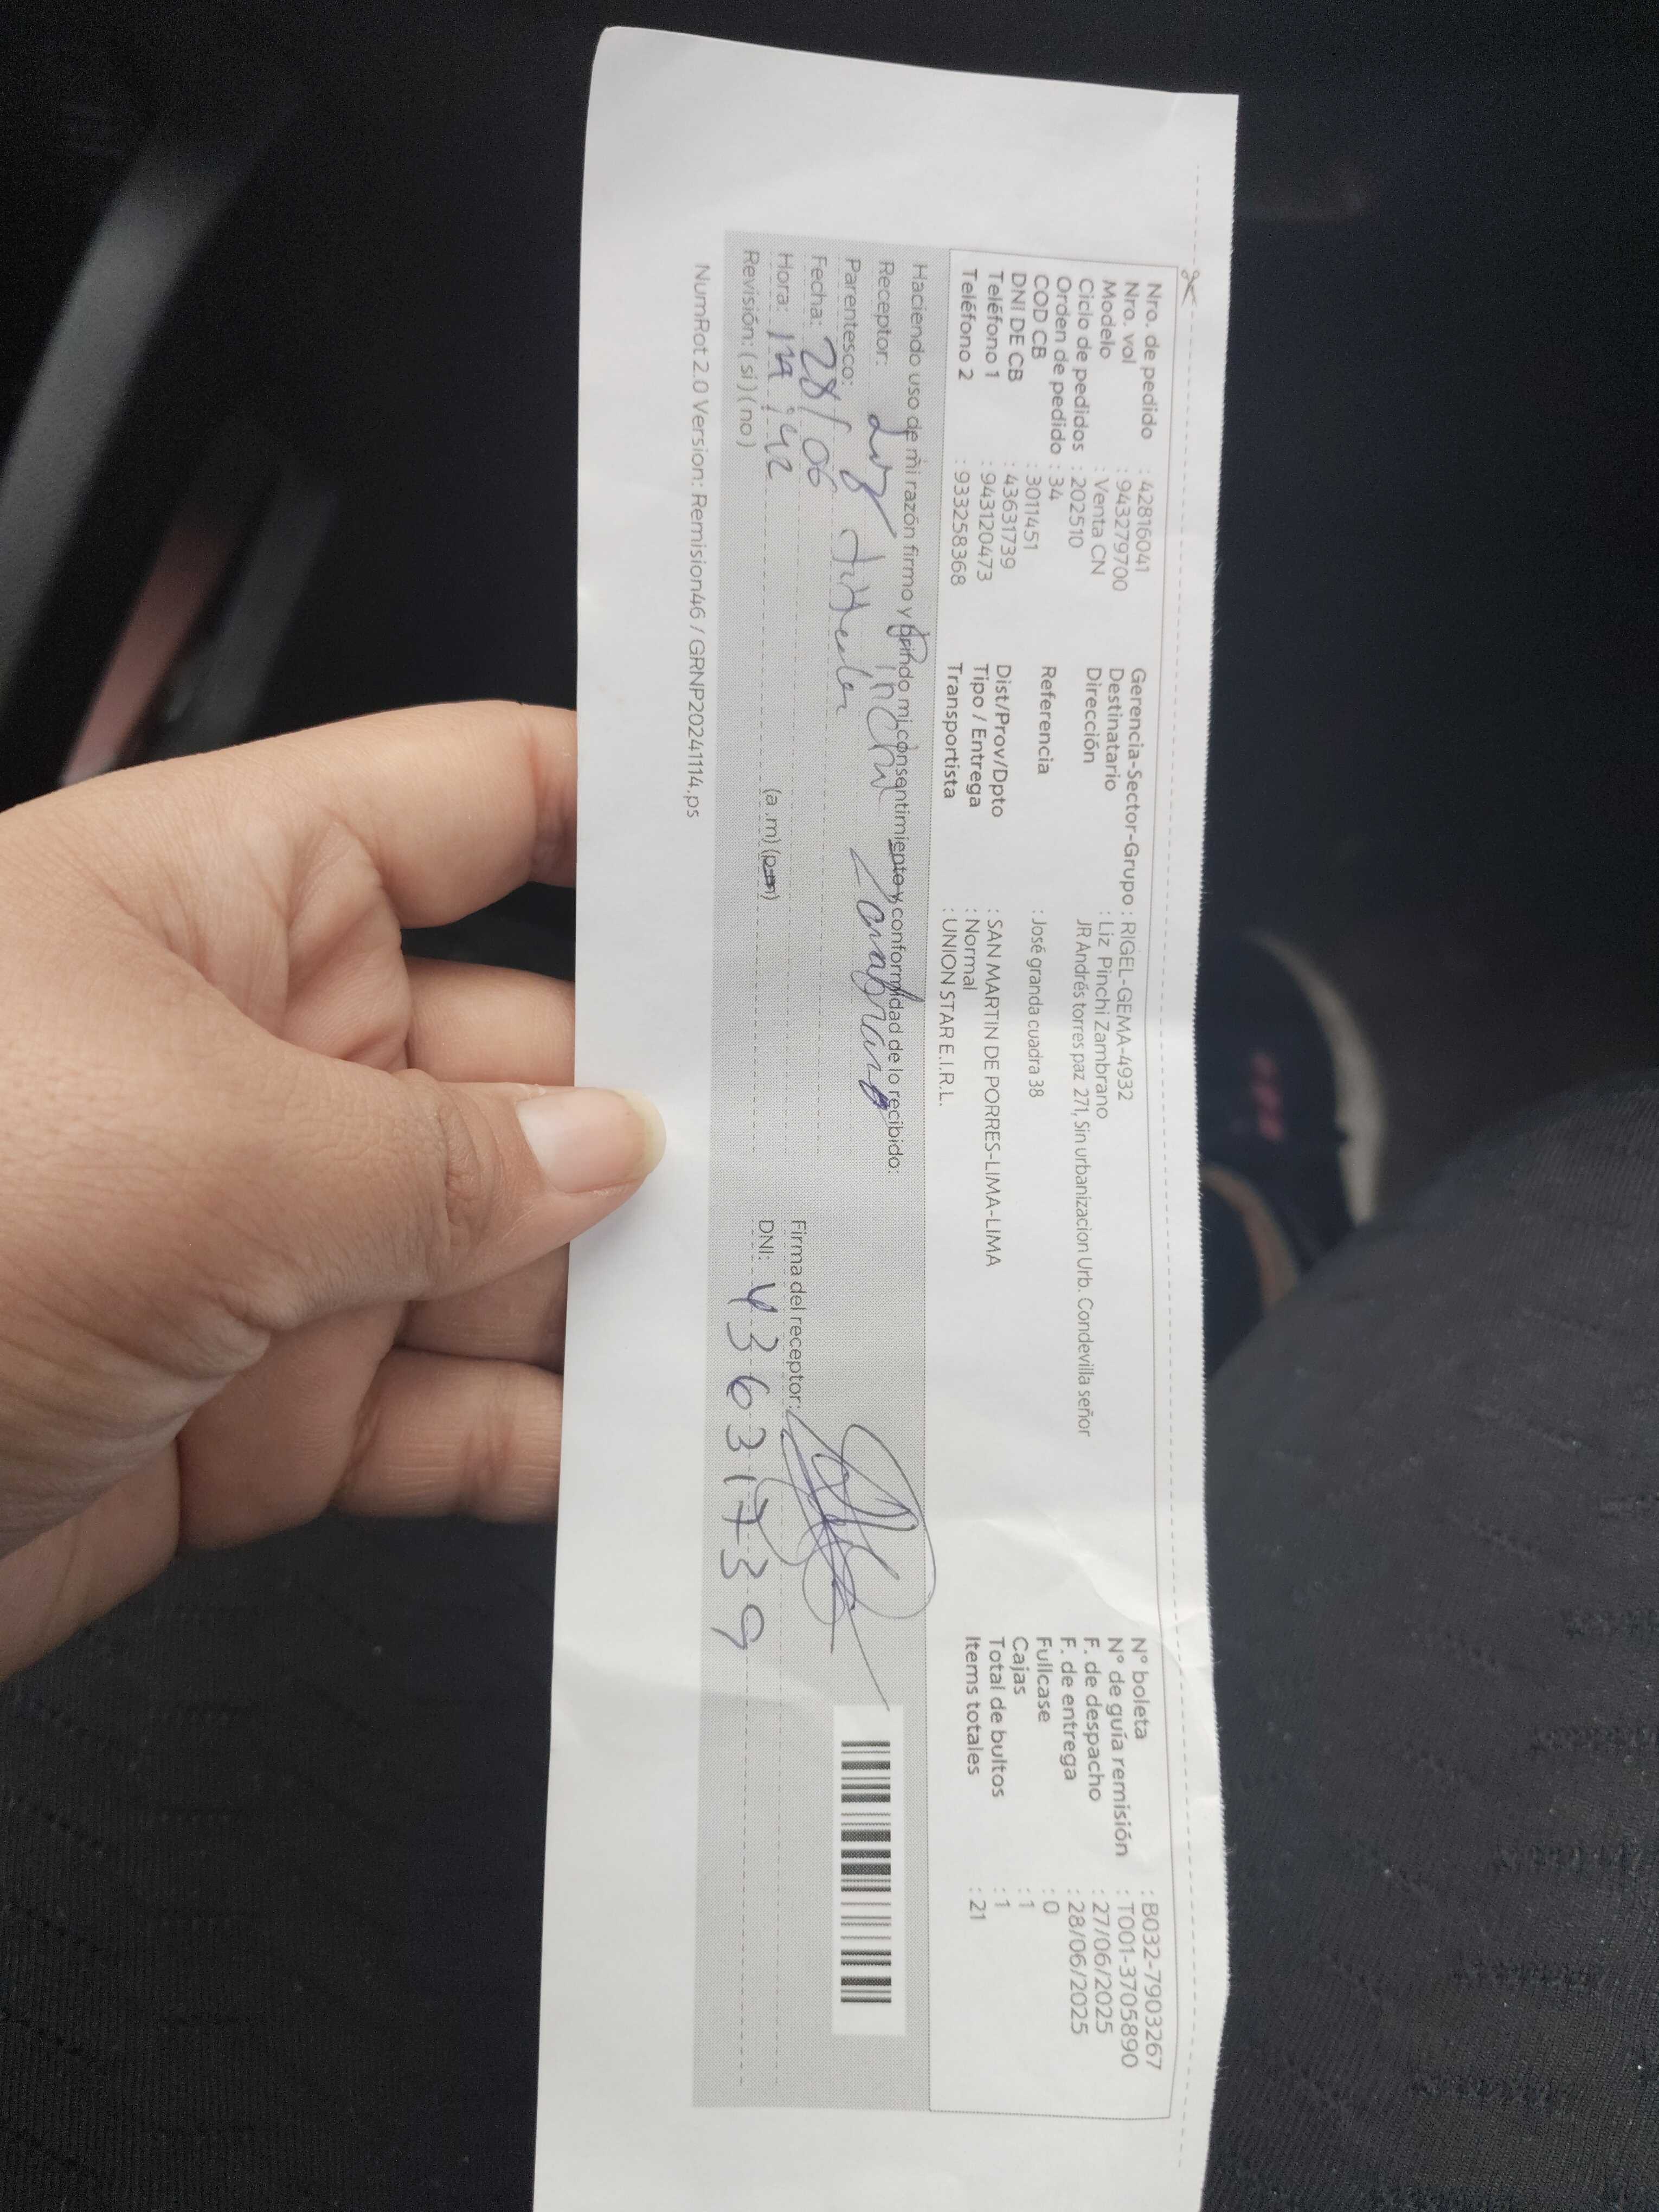 Nro. de pedido : 42816041
Nro. vol : 943279700
Modelo : Venta CN
Ciclo de pedidos : 202510
Orden de pedido : 34
COD CB : 3011451
DNI DE CB : 43631739
Teléfono 1 : 943120473
Teléfono 2 : 933258368
Gerencia-Sector-Grupo : RIGEL-GEMA-4932
Destinatario : Liz Pinchi Zambrano
Dirección JR Andrés torres paz 271, Sin urbanizacion Urb. Condevilla señor
Referencia : José granda cuadra 38
Dist/Prov/Dpto : SAN MARTIN DE PORRES-LIMA-LIMA
Tipo / Entrega : Normal
Transportista : UNION STAR E.I.R.L.
N° boleta : B032-7903267
N° de guía remisión : T001-3705890
F. de despacho : 27/06/2025
F. de entrega : 28/06/2025
Fullcase : 0
Cajas : 1
Total de bultos : 1
Items totales : 21
Haciendo uso de mi razón firmo y brindo mi consentimiento y conformidad de lo recibido:
Receptor: Liz Pinchi Zambrano
Parentesco: titular
Fecha: 28/06
Hora: 14:42 (a.m) (p.m)
Revisión: (si) (no)
Firma del receptor:
DNI: 43631739
NumRot 2.0 Version: Remision46 / GRNP20241114.ps